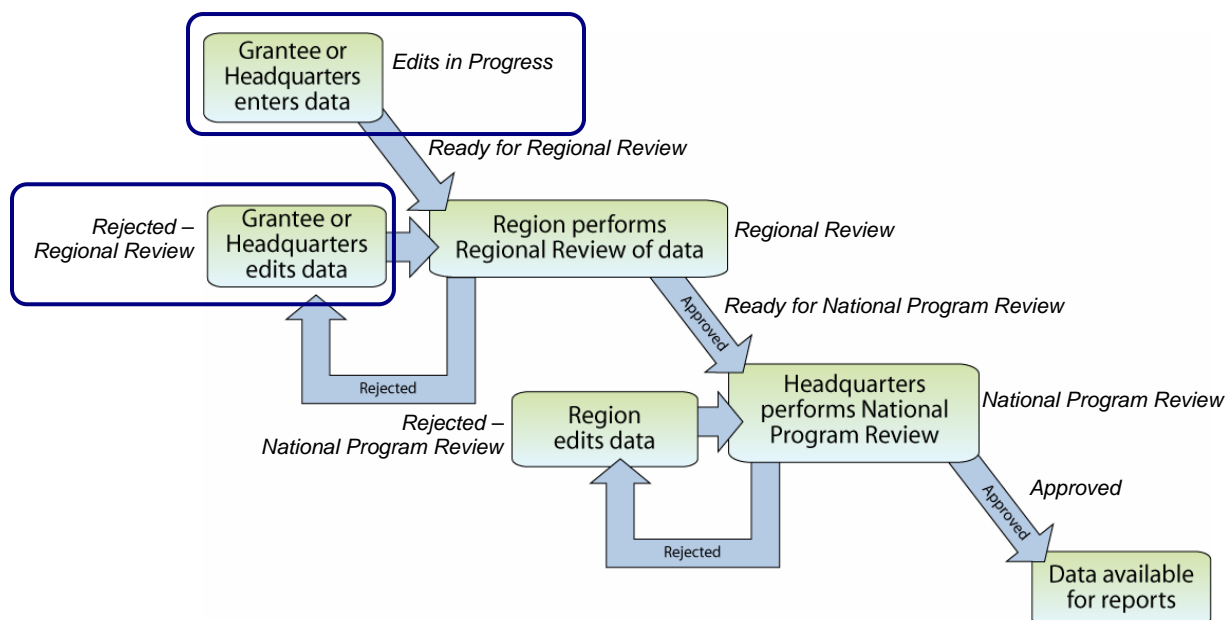 Grantee or
Headquarters
enters data
Edits in Progress
Ready for Regional Review
Rejected –
Regional Review
Grantee or
Headquarters
edits data
Region performs
Regional Review of data
Regional Review
Approved
Ready for National Program Review
Rejected
Rejected –
National Program Review
Region
edits data
Headquarters
performs National
Program Review
National Program Review
Rejected
Approved
Approved
Data available
for reports